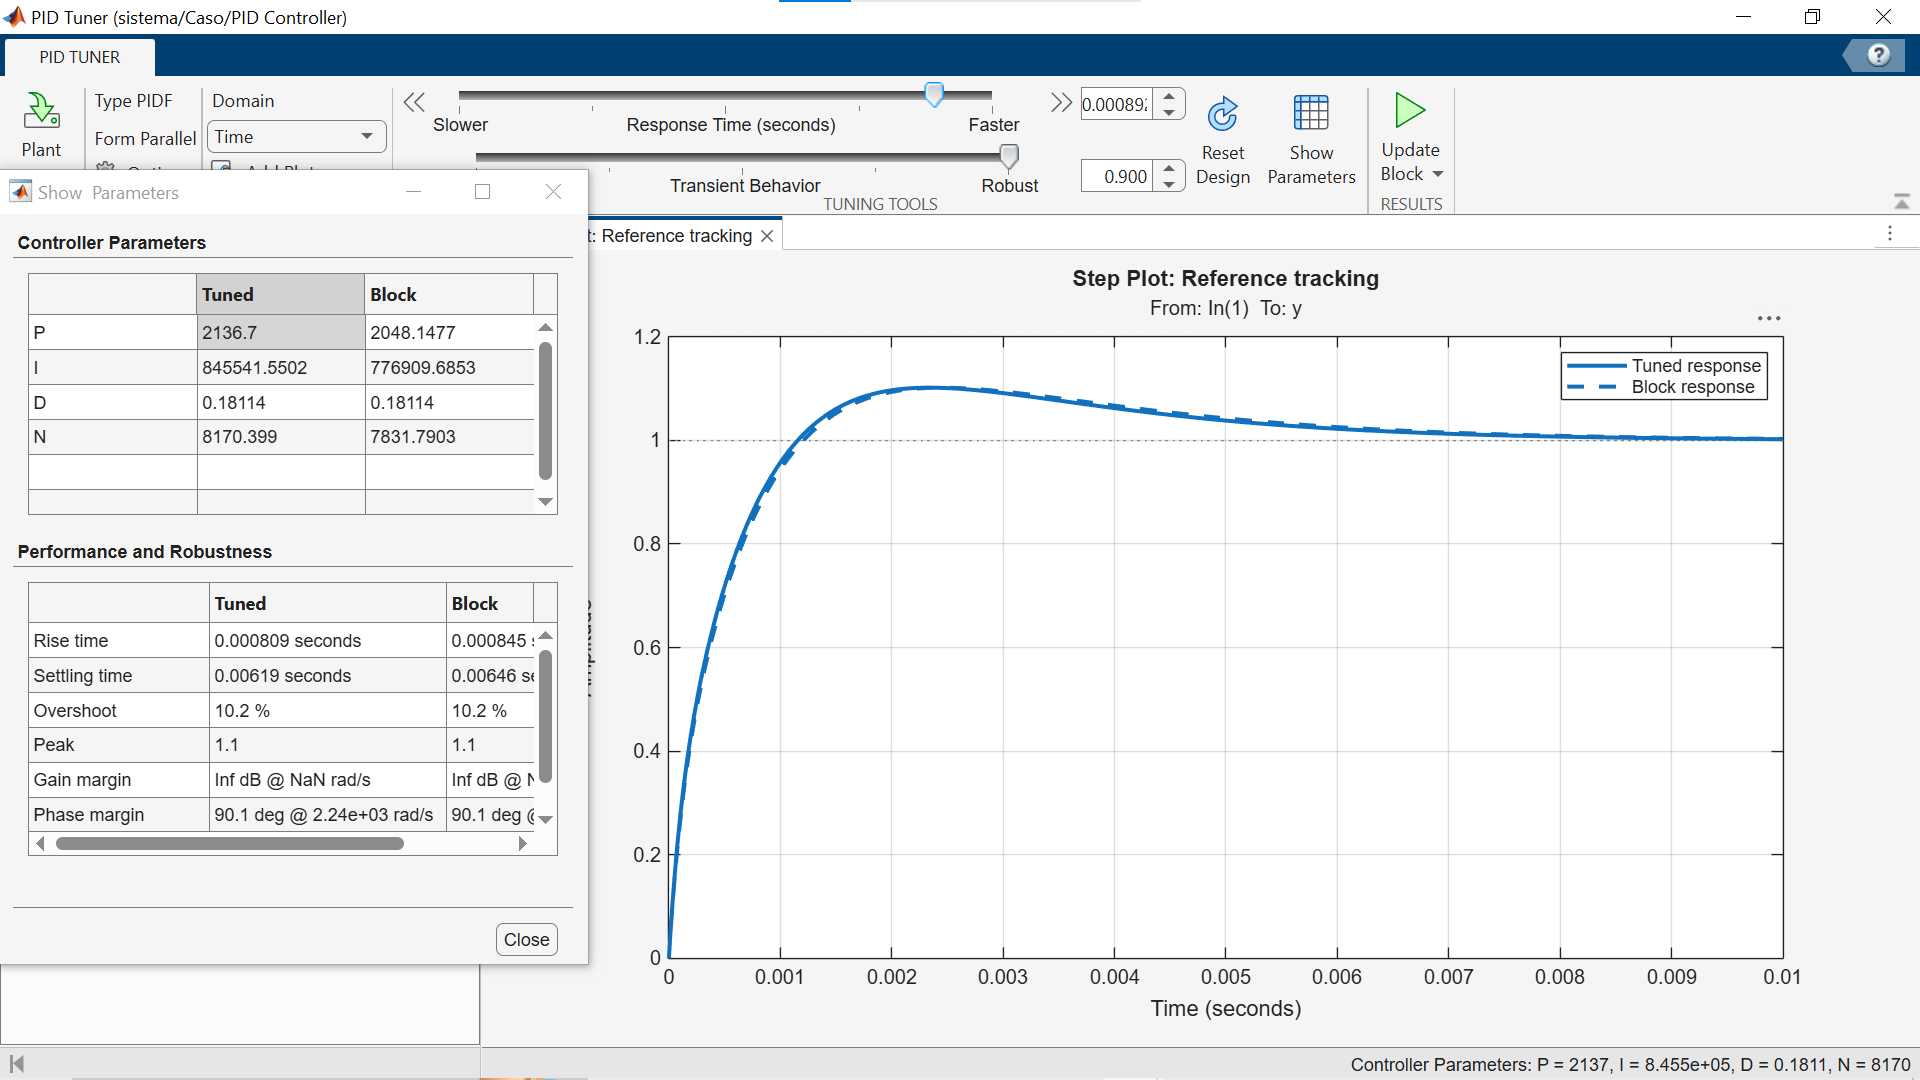 PID Tuner (sistema/Caso/PID Controller)
PID TUNER
Type PIDF
Form Parallel
Plant
Domain
Time
Slower
Response Time (seconds)
Faster
0.00089
Transient Behavior
Robust
0.900
TUNING TOOLS
Reset
Design
Show
Parameters
Update
Block
RESULTS
Show Parameters
Controller Parameters
Tuned Block
P 2136.7 2048.1477
I 845541.5502 776909.6853
D 0.18114 0.18114
N 8170.399 7831.7903
Performance and Robustness
Tuned Block
Rise time 0.000809 seconds 0.000845
Settling time 0.00619 seconds 0.00646 s
Overshoot 10.2 % 10.2 %
Peak 1.1 1.1
Gain margin Inf dB @ NaN rad/s Inf dB @
Phase margin 90.1 deg @ 2.24e+03 rad/s 90.1 deg
Close
t: Reference tracking
Step Plot: Reference tracking
From: In(1) To: y
Tuned response
Block response
1.2
1
0.8
0.6
0.4
0.2
0
0 0.001 0.002 0.003 0.004 0.005 0.006 0.007 0.008 0.009 0.01
Time (seconds)
Controller Parameters: P = 2137, I = 8.455e+05, D = 0.1811, N = 8170